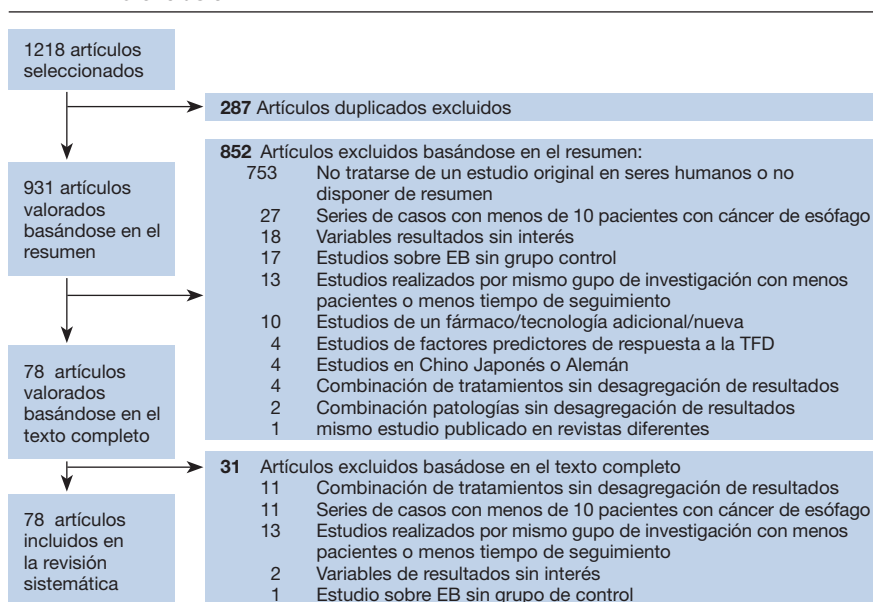 1218 artículos
seleccionados
287 Artículos duplicados excluidos
931 artículos
valorados
basándose en el
resumen
852 Artículos excluidos basándose en el resumen:
753 No tratarse de un estudio original en seres humanos o no
disponer de resumen
27 Series de casos con menos de 10 pacientes con cáncer de esófago
18 Variables resultados sin interés
17 Estudios sobre EB sin grupo control
13 Estudios realizados por mismo gupo de investigación con menos
pacientes o menos tiempo de seguimiento
10 Estudios de un fármaco/tecnología adicional/nueva
4 Estudios de factores predictores de respuesta a la TFD
4 Estudios en Chino Japonés o Alemán
4 Combinación de tratamientos sin desagregación de resultados
2 Combinación patologías sin desagregación de resultados
1 mismo estudio publicado en revistas diferentes
78 artículos
valorados
basándose en el
texto completo
31 Artículos excluidos basádose en el texto completo
11 Combinación de tratamientos sin desagregación de resultados
11 Series de casos con menos de 10 pacientes con cáncer de esófago
13 Estudios realizados por mismo gupo de investigación con menos
pacientes o menos tiempo de seguimiento
2 Variables de resultados sin interés
1 Estudio sobre EB sin grupo de control
78 artículos
incluidos en
la revisión
sistemática